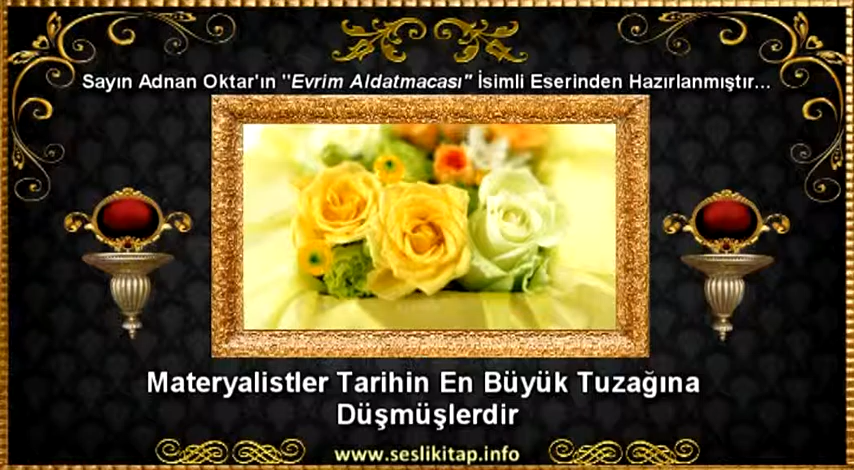 Sayın Adnan Oktar'ın "Evrim Aldatmacası" İsimli Eserinden Hazırlanmıştır...
Materyalistler Tarihin En Büyük Tuzağına
Düşmüşlerdir
www.seslikitap.info